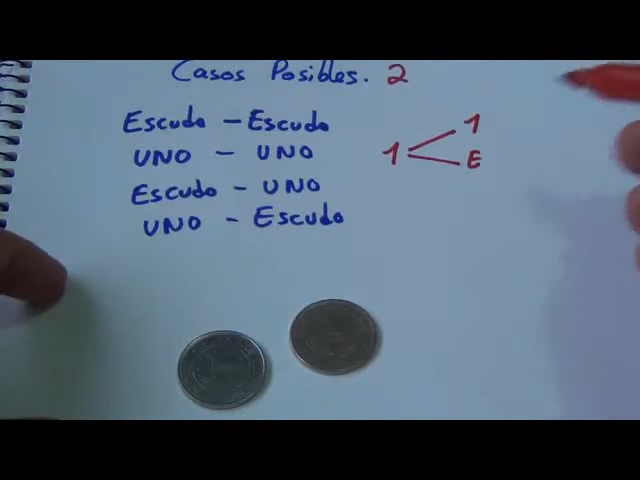 Casos Posibles. 2
Escudo - Escudo
UNO - UNO
Escudo - UNO
UNO - Escudo
1
1
E